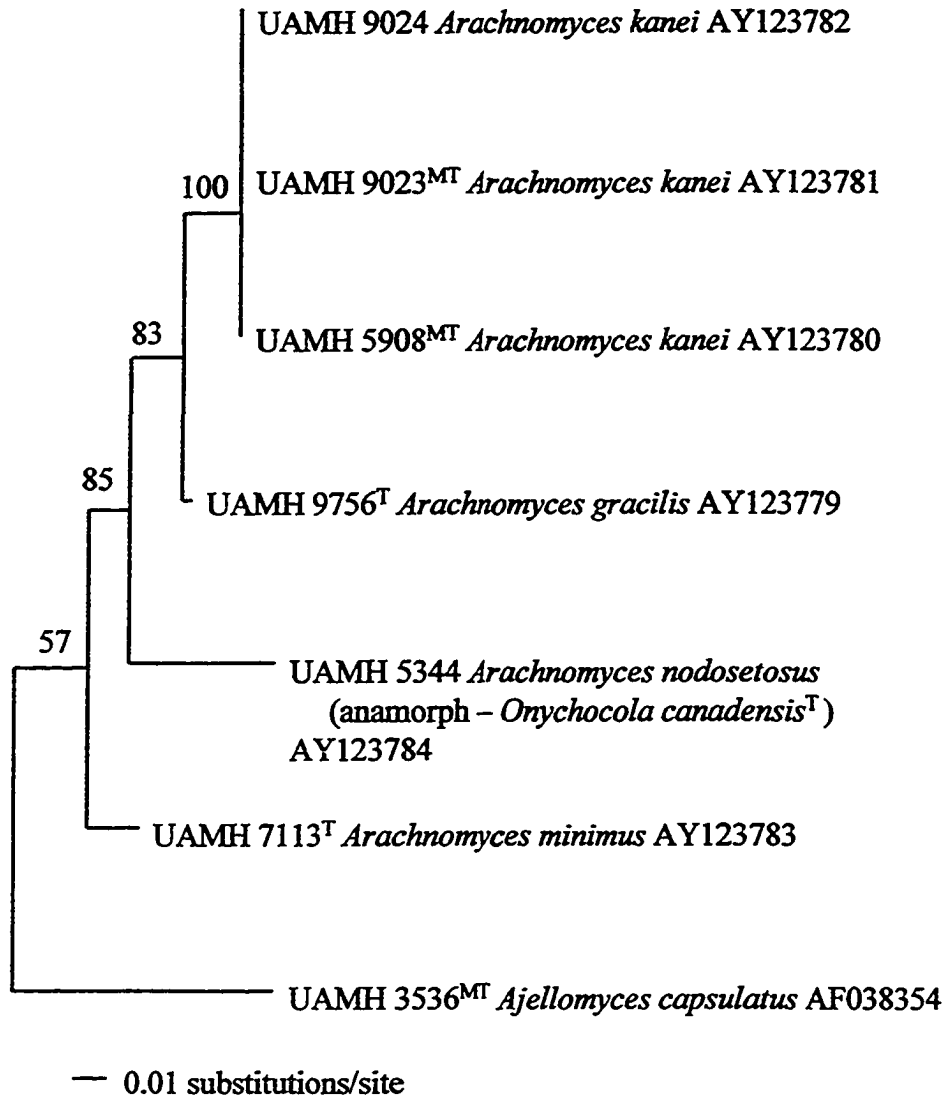 UAMH 9024 Arachnomyces kanei AY123782
100
UAMH 9023MT Arachnomyces kanei AY123781
83
UAMH 5908MT Arachnomyces kanei AY123780
85
UAMH 9756T Arachnomyces gracilis AY123779
57
UAMH 5344 Arachnomyces nodosetosus
(anamorph – Onychocola canadensisT)
AY123784
UAMH 7113T Arachnomyces minimus AY123783
UAMH 3536MT Ajellomyces capsulatus AF038354
0.01 substitutions/site